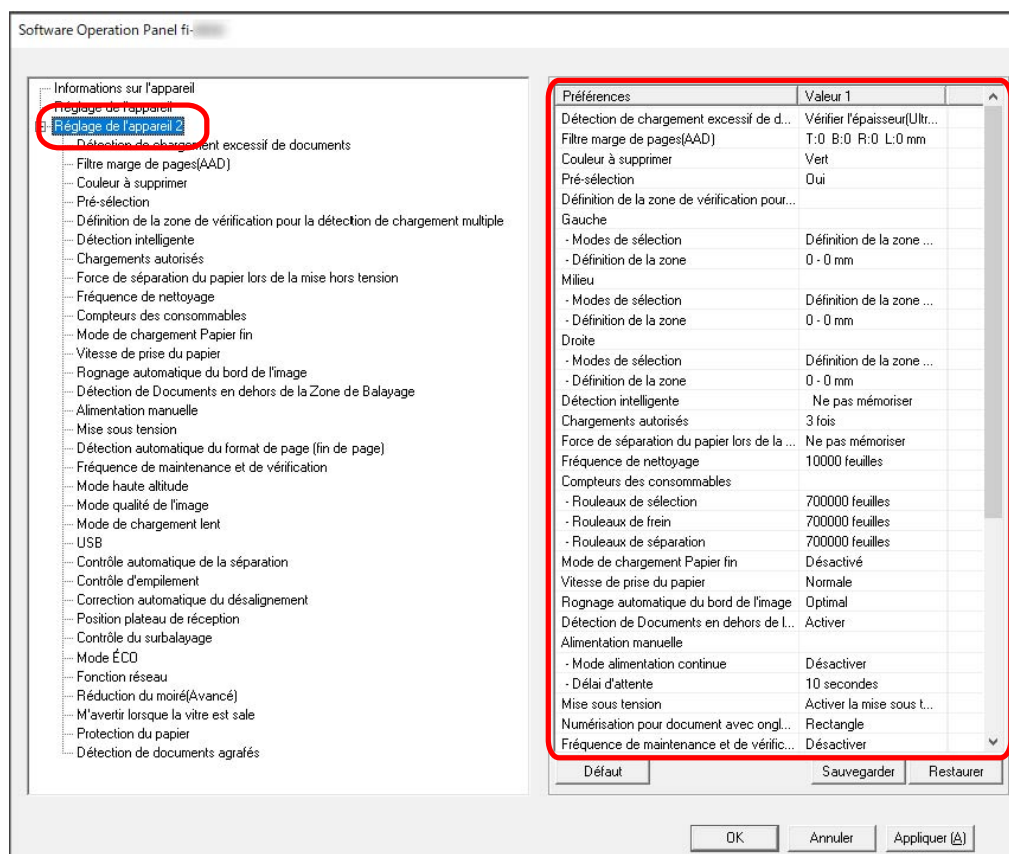 Software Operation Panel fi-
Informations sur l'appareil
Réglage de l'appareil
Réglage de l'appareil 2
Détection de chargement excessif de documents
Filtre marge de pages(AAD)
Couleur à supprimer
Pré-sélection
Définition de la zone de vérification pour la détection de chargement multiple
Détection intelligente
Chargements autorisés
Force de séparation du papier lors de la mise hors tension
Fréquence de nettoyage
Compteurs des consommables
Mode de chargement Papier fin
Vitesse de prise du papier
Rognage automatique du bord de l'image
Détection de Documents en dehors de la Zone de Balayage
Alimentation manuelle
Mise sous tension
Détection automatique du format de page (fin de page)
Fréquence de maintenance et de vérification
Mode haute altitude
Mode qualité de l'image
Mode de chargement lent
USB
Contrôle automatique de la séparation
Contrôle d'empilement
Correction automatique du désalignement
Position plateau de réception
Contrôle du surbalayage
Mode ÉCO
Fonction réseau
Réduction du moiré(Avancé)
M'avertir lorsque la vitre est sale
Protection du papier
Détection de documents agrafés
Préférences Valeur 1
Détection de chargement excessif de d... Vérifier l'épaisseur(Ultr...
Filtre marge de pages(AAD) T:0 B:0 R:0 L:0 mm
Couleur à supprimer Vert
Pré-sélection Oui
Définition de la zone de vérification pour...
Gauche
- Modes de sélection Définition de la zone ...
- Définition de la zone 0 - 0 mm
Milieu
- Modes de sélection Définition de la zone ...
- Définition de la zone 0 - 0 mm
Droite
- Modes de sélection Définition de la zone ...
- Définition de la zone 0 - 0 mm
Détection intelligente Ne pas mémoriser
Chargements autorisés 3 fois
Force de séparation du papier lors de la ... Ne pas mémoriser
Fréquence de nettoyage 10000 feuilles
Compteurs des consommables
- Rouleaux de sélection 700000 feuilles
- Rouleaux de frein 700000 feuilles
- Rouleaux de séparation 700000 feuilles
Mode de chargement Papier fin Désactivé
Vitesse de prise du papier Normale
Rognage automatique du bord de l'image Optimal
Détection de Documents en dehors de l... Activer
Alimentation manuelle
- Mode alimentation continue Désactiver
- Délai d'attente 10 secondes
Mise sous tension Activer la mise sous t...
Numérisation pour document avec ongl... Rectangle
Fréquence de maintenance et de vérific... Désactiver
Défaut Sauvegarder Restaurer
OK Annuler Appliquer (A)